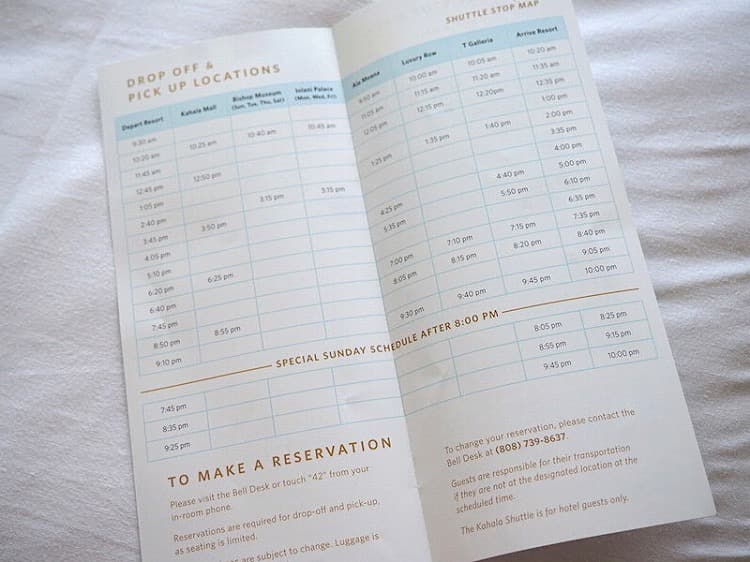 SHUTTLE STOP MAP
DROP OFF &
PICK UP LOCATIONS
Depart Resort Kahala Mall Bishop Museum (Sun, Tue, Thu, Sat) Iolani Palace (Mon, Wed, Fri) Ala Moana Luxury Row T Galleria Arrive Resort
9:30 am 9:50 am 10:00 am 10:05 am 10:20 am
10:20 am 10:25 am 10:40 am 10:45 am 11:05 am 11:15 am 11:20 am 11:35 am
11:45 am 12:05 pm 12:15 pm 12:20pm 12:35 pm
12:45 pm 12:50 pm 1:00 pm
1:05 pm 1:25 pm 1:35 pm 1:40 pm 2:00 pm
2:40 pm 3:15 pm 3:15 pm 3:35 pm
3:45 pm 3:50 pm 4:00 pm
4:05 pm 4:25 pm 4:40 pm 5:00 pm
5:10 pm 5:35 pm 5:50 pm 6:10 pm
6:20 pm 6:25 pm 6:35 pm
6:40 pm 7:00 pm 7:10 pm 7:15 pm 7:35 pm
7:45 pm 8:05 pm 8:15 pm 8:20 pm 8:40 pm
8:50 pm 8:55 pm 9:05 pm
9:10 pm 9:30 pm 9:40 pm 9:45 pm 10:00 pm
SPECIAL SUNDAY SCHEDULE AFTER 8:00 PM
7:45 pm 8:05 pm 8:25 pm
8:35 pm 8:55 pm 9:15 pm
9:25 pm 9:45 pm 10:00 pm
TO MAKE A RESERVATION
Please visit the Bell Desk or touch "42" from your
in-room phone.
Reservations are required for drop-off and pick-up,
as seating is limited.
are subject to change. Luggage is
To change your reservation, please contact the
Bell Desk at (808) 739-8637.
Guests are responsible for their transportation
if they are not at the designated location at the
scheduled time.
The Kahala Shuttle is for hotel guests only.